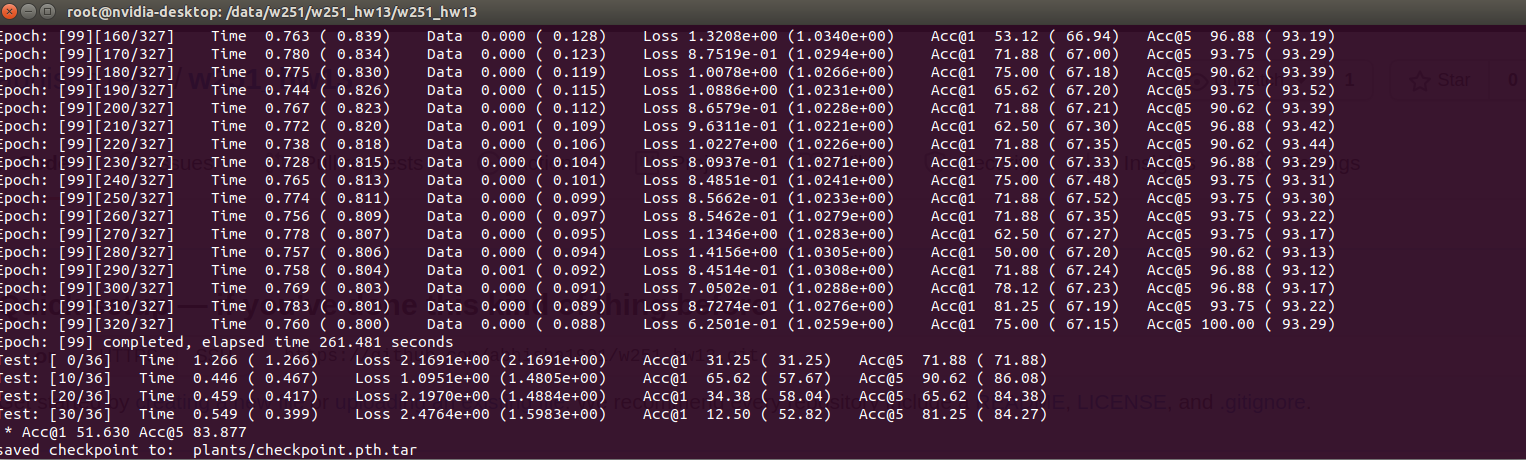 root@nvidia-desktop: /data/w251/w251_hw13/w251_hw13
Epoch: [99][160/327] Time 0.763 ( 0.839) Data 0.000 ( 0.128) Loss 1.3208e+00 (1.0340e+00) Acc@1 53.12 ( 66.94) Acc@5 96.88 ( 93.19)
Epoch: [99][170/327] Time 0.780 ( 0.834) Data 0.000 ( 0.123) Loss 8.7519e-01 (1.0294e+00) Acc@1 71.88 ( 67.00) Acc@5 93.75 ( 93.29)
Epoch: [99][180/327] Time 0.775 ( 0.830) Data 0.000 ( 0.119) Loss 1.0078e+00 (1.0266e+00) Acc@1 75.00 ( 67.18) Acc@5 90.62 ( 93.39)
Epoch: [99][190/327] Time 0.744 ( 0.826) Data 0.000 ( 0.115) Loss 1.0886e+00 (1.0231e+00) Acc@1 65.62 ( 67.20) Acc@5 93.75 ( 93.52)
Epoch: [99][200/327] Time 0.767 ( 0.823) Data 0.000 ( 0.112) Loss 8.6579e-01 (1.0228e+00) Acc@1 71.88 ( 67.21) Acc@5 90.62 ( 93.39)
Epoch: [99][210/327] Time 0.772 ( 0.820) Data 0.001 ( 0.109) Loss 9.6311e-01 (1.0221e+00) Acc@1 62.50 ( 67.30) Acc@5 96.88 ( 93.42)
Epoch: [99][220/327] Time 0.738 ( 0.818) Data 0.000 ( 0.106) Loss 1.0227e+00 (1.0226e+00) Acc@1 71.88 ( 67.35) Acc@5 90.62 ( 93.44)
Epoch: [99][230/327] Time 0.728 ( 0.815) Data 0.000 ( 0.104) Loss 8.0937e-01 (1.0271e+00) Acc@1 75.00 ( 67.33) Acc@5 96.88 ( 93.29)
Epoch: [99][240/327] Time 0.765 ( 0.813) Data 0.000 ( 0.101) Loss 8.4851e-01 (1.0241e+00) Acc@1 75.00 ( 67.48) Acc@5 93.75 ( 93.31)
Epoch: [99][250/327] Time 0.774 ( 0.811) Data 0.000 ( 0.099) Loss 8.5662e-01 (1.0233e+00) Acc@1 71.88 ( 67.52) Acc@5 93.75 ( 93.30)
Epoch: [99][260/327] Time 0.756 ( 0.809) Data 0.000 ( 0.097) Loss 8.5462e-01 (1.0279e+00) Acc@1 71.88 ( 67.35) Acc@5 93.75 ( 93.22)
Epoch: [99][270/327] Time 0.778 ( 0.807) Data 0.000 ( 0.095) Loss 1.1346e+00 (1.0283e+00) Acc@1 62.50 ( 67.27) Acc@5 93.75 ( 93.17)
Epoch: [99][280/327] Time 0.757 ( 0.806) Data 0.000 ( 0.094) Loss 1.4156e+00 (1.0305e+00) Acc@1 50.00 ( 67.20) Acc@5 90.62 ( 93.13)
Epoch: [99][290/327] Time 0.758 ( 0.804) Data 0.001 ( 0.092) Loss 8.4514e-01 (1.0308e+00) Acc@1 71.88 ( 67.24) Acc@5 96.88 ( 93.12)
Epoch: [99][300/327] Time 0.769 ( 0.803) Data 0.000 ( 0.091) Loss 7.0502e-01 (1.0288e+00) Acc@1 78.12 ( 67.23) Acc@5 96.88 ( 93.17)
Epoch: [99][310/327] Time 0.783 ( 0.801) Data 0.000 ( 0.089) Loss 5.7274e-01 (1.0276e+00) Acc@1 81.25 ( 67.19) Acc@5 93.75 ( 93.22)
Epoch: [99][320/327] Time 0.760 ( 0.800) Data 0.000 ( 0.088) Loss 6.2501e-01 (1.0259e+00) Acc@1 75.00 ( 67.15) Acc@5 100.00 ( 93.29)
Epoch: [99] completed, elapsed time 261.481 seconds
Test: [ 0/36] Time 1.266 ( 1.266) Loss 2.1691e+00 (2.1691e+00) Acc@1 31.25 ( 31.25) Acc@5 71.88 ( 71.88)
Test: [10/36] Time 0.446 ( 0.467) Loss 1.0951e+00 (1.4805e+00) Acc@1 65.62 ( 57.67) Acc@5 90.62 ( 86.08)
Test: [20/36] Time 0.459 ( 0.417) Loss 2.1970e+00 (1.4884e+00) Acc@1 34.38 ( 58.04) Acc@5 65.62 ( 84.38)
Test: [30/36] Time 0.549 ( 0.399) Loss 2.4764e+00 (1.5983e+00) Acc@1 12.50 ( 52.82) Acc@5 81.25 ( 84.27)
* Acc@1 51.630 Acc@5 83.877
saved checkpoint to: plants/checkpoint.pth.tar